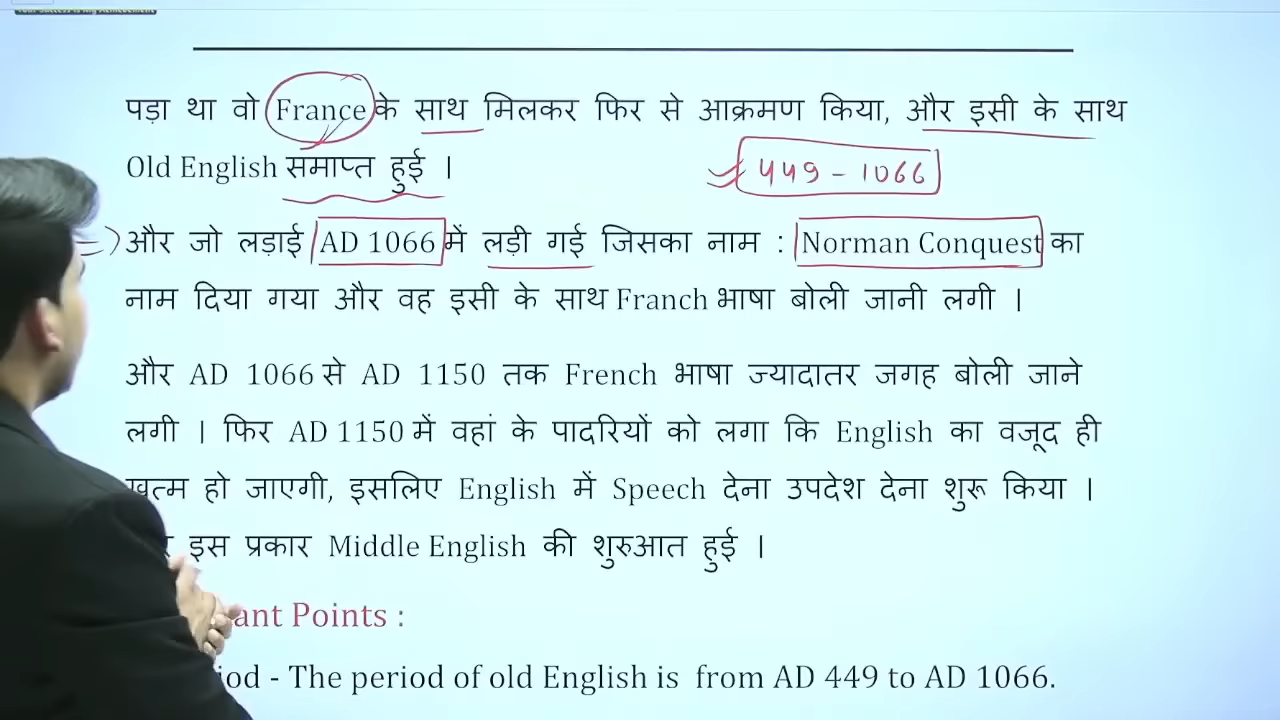 पड़ा था वो France के साथ मिलकर फिर से आक्रमण किया, और इसी के साथ
Old English समाप्त हुई ।
449 - 1066
और जो लड़ाई AD 1066 में लड़ी गई जिसका नाम : Norman Conquest का
नाम दिया गया और वह इसी के साथ Franch भाषा बोली जानी लगी ।
और AD 1066 से AD 1150 तक French भाषा ज्यादातर जगह बोली जाने
लगी । फिर AD 1150 में वहां के पादरियों को लगा कि English का वजूद ही
खत्म हो जाएगी, इसलिए English में Speech देना उपदेश देना शुरू किया ।
इस प्रकार Middle English की शुरुआत हुई ।
Points :
- The period of old English is from AD 449 to AD 1066.